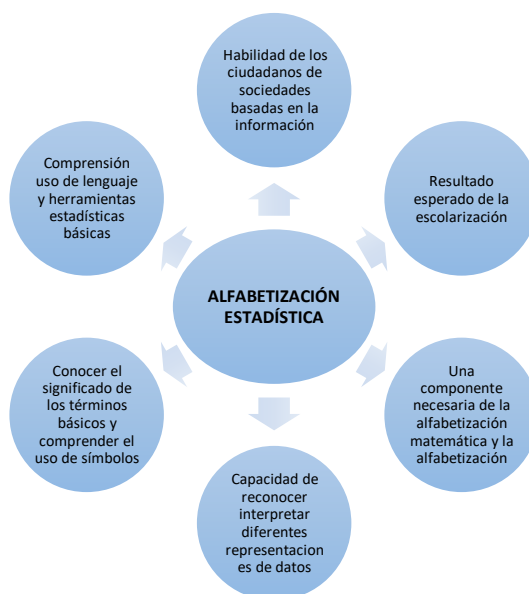 Habilidad de los
ciudadanos de
sociedades
basadas en la
información
Comprensión
uso de lenguaje
y herramientas
estadísticas
básicas
Resultado
esperado de la
escolarización
ALFABETIZACIÓN
ESTADÍSTICA
Conocer el
significado de
los términos
básicos y
comprender el
uso de símbolos
Una
componente
necesaria de la
alfabetización
matemática y la
alfabetización
Capacidad de
reconocer
interpretar
diferentes
representacion
es de datos